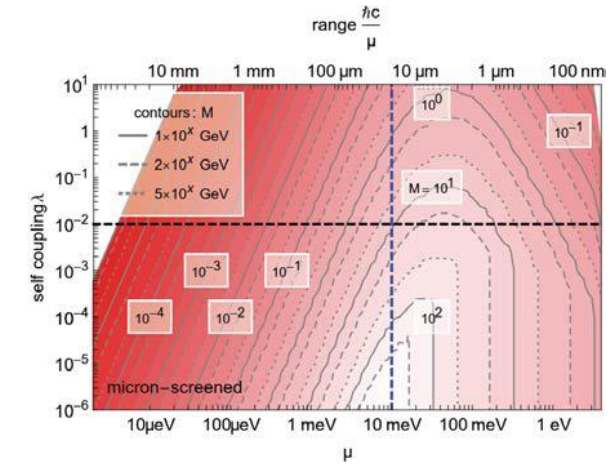 range ħc/μ
10 mm 1 mm 100 μm 10 μm 1 μm 100 nm
10¹
1
10⁻¹
10⁻²
10⁻³
10⁻⁴
10⁻⁵
10⁻⁶
self coupling λ
contours: M
1×10ˣ GeV
2×10ˣ GeV
5×10ˣ GeV
10⁰
10⁻¹
M = 10¹
10⁻³ 10⁻¹
10⁻⁴ 10⁻² 10²
micron-screened
10μeV 100μeV 1 meV 10 meV 100 meV 1 eV
μ